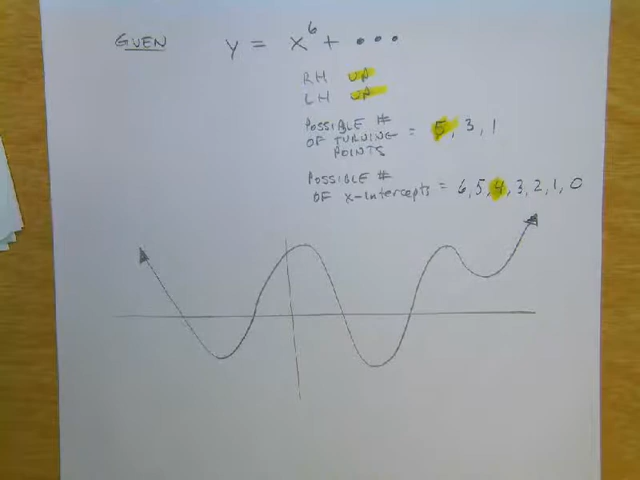 GIVEN y = x⁶ + •••
RH UP
LH UP
POSSIBLE #
OF TURNING = 5, 3, 1
POINTS
POSSIBLE #
OF x-Intercepts = 6, 5, 4, 3, 2, 1, 0